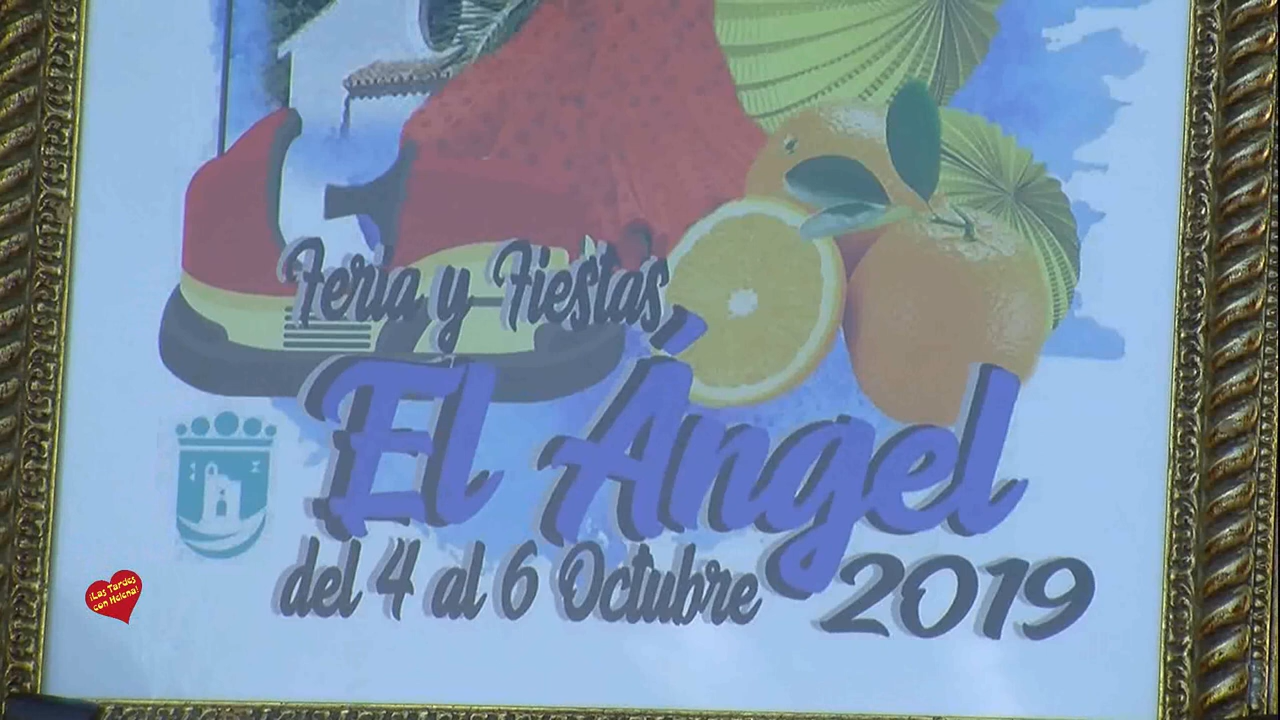 Feria y Fiestas
El Ángel
del 4 al 6 Octubre 2019
¡Las Tardes
con Helena!